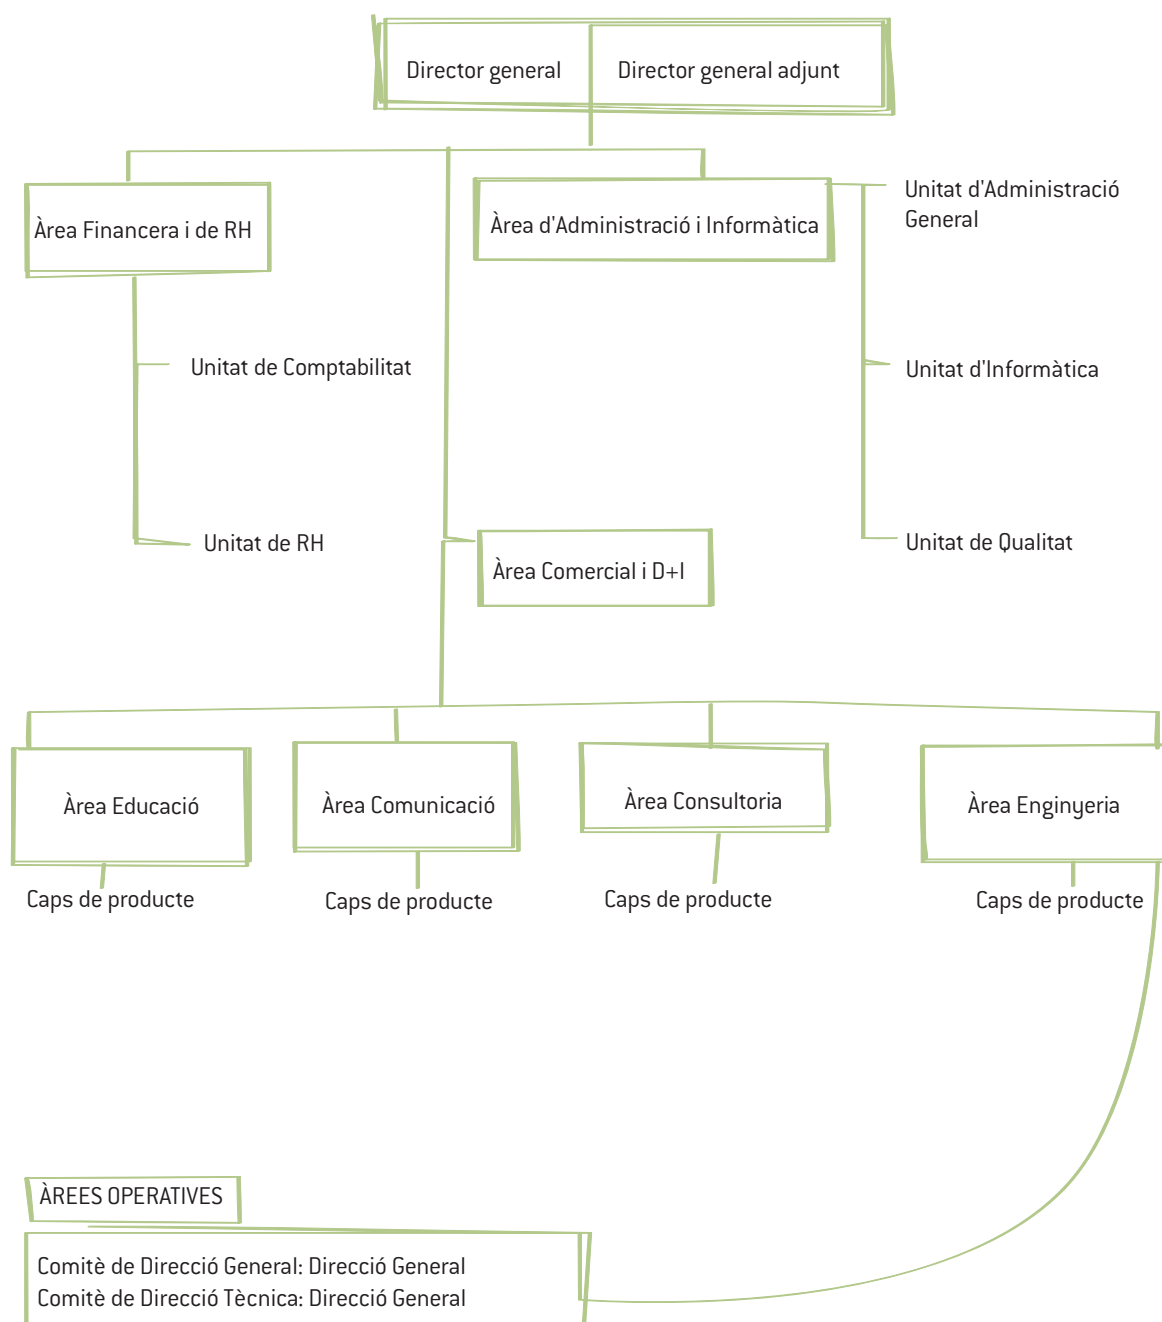 Director general
Director general adjunt
Àrea Financera i de RH
Àrea d'Administració i Informàtica
Unitat d'Administració
General
Unitat de Comptabilitat
Unitat d'Informàtica
Unitat de RH
Unitat de Qualitat
Àrea Comercial i D+I
Àrea Educació
Àrea Comunicació
Àrea Consultoria
Àrea Enginyeria
Caps de producte
Caps de producte
Caps de producte
Caps de producte
ÀREES OPERATIVES
Comitè de Direcció General: Direcció General
Comitè de Direcció Tècnica: Direcció General